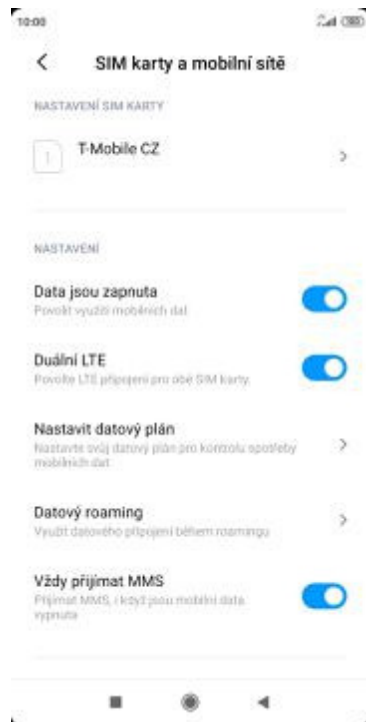 10:00
SIM karty a mobilní sítě
NASTAVENÍ SIM KARTY
1
T-Mobile CZ
NASTAVENÍ
Data jsou zapnuta
Povolit využití mobilních dat
Duální LTE
Povolte LTE připojení pro obě SIM karty.
Nastavit datový plán
Nastavte svůj datový plán pro kontrolu spotřeby
mobilních dat
Datový roaming
Využít datového připojení během roamingu
Vždy přijímat MMS
Přijímat MMS, i když jsou mobilní data
vypnuta